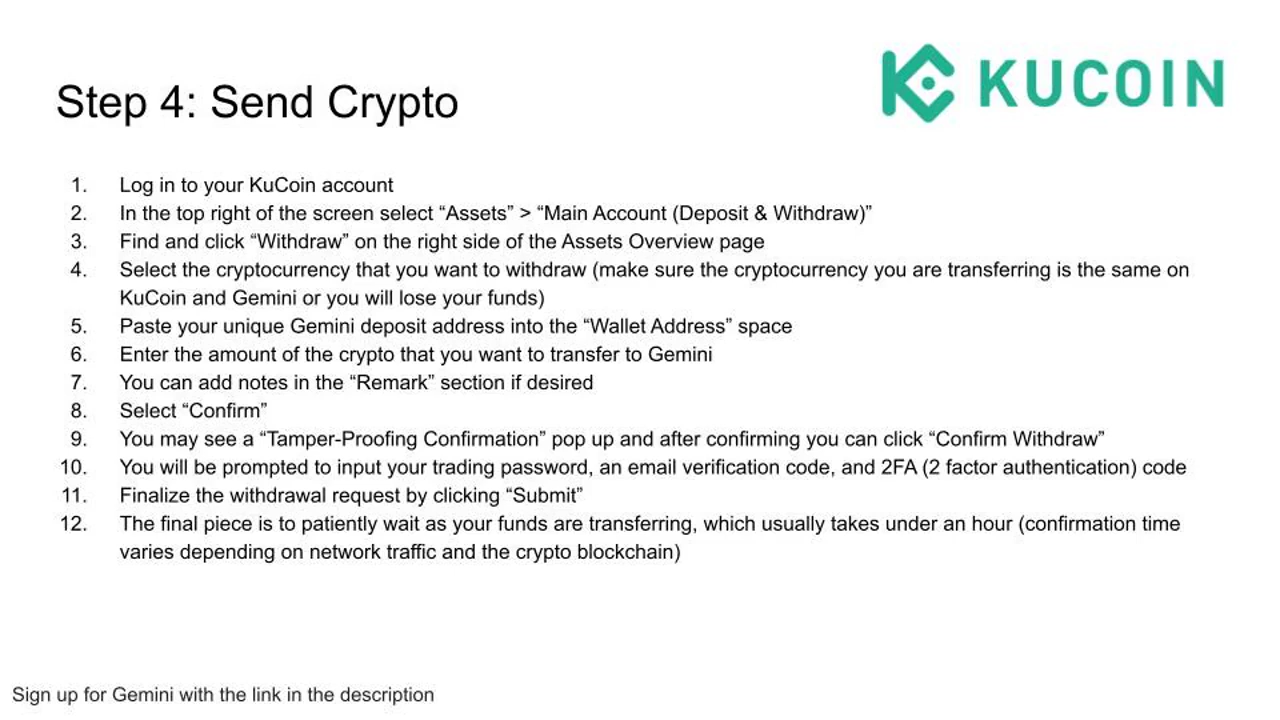 KUCOIN
Step 4: Send Crypto
1. Log in to your KuCoin account
2. In the top right of the screen select “Assets” > “Main Account (Deposit & Withdraw)”
3. Find and click “Withdraw” on the right side of the Assets Overview page
4. Select the cryptocurrency that you want to withdraw (make sure the cryptocurrency you are transferring is the same on
KuCoin and Gemini or you will lose your funds)
5. Paste your unique Gemini deposit address into the “Wallet Address” space
6. Enter the amount of the crypto that you want to transfer to Gemini
7. You can add notes in the “Remark” section if desired
8. Select “Confirm”
9. You may see a “Tamper-Proofing Confirmation” pop up and after confirming you can click “Confirm Withdraw”
10. You will be prompted to input your trading password, an email verification code, and 2FA (2 factor authentication) code
11. Finalize the withdrawal request by clicking “Submit”
12. The final piece is to patiently wait as your funds are transferring, which usually takes under an hour (confirmation time
varies depending on network traffic and the crypto blockchain)
Sign up for Gemini with the link in the description